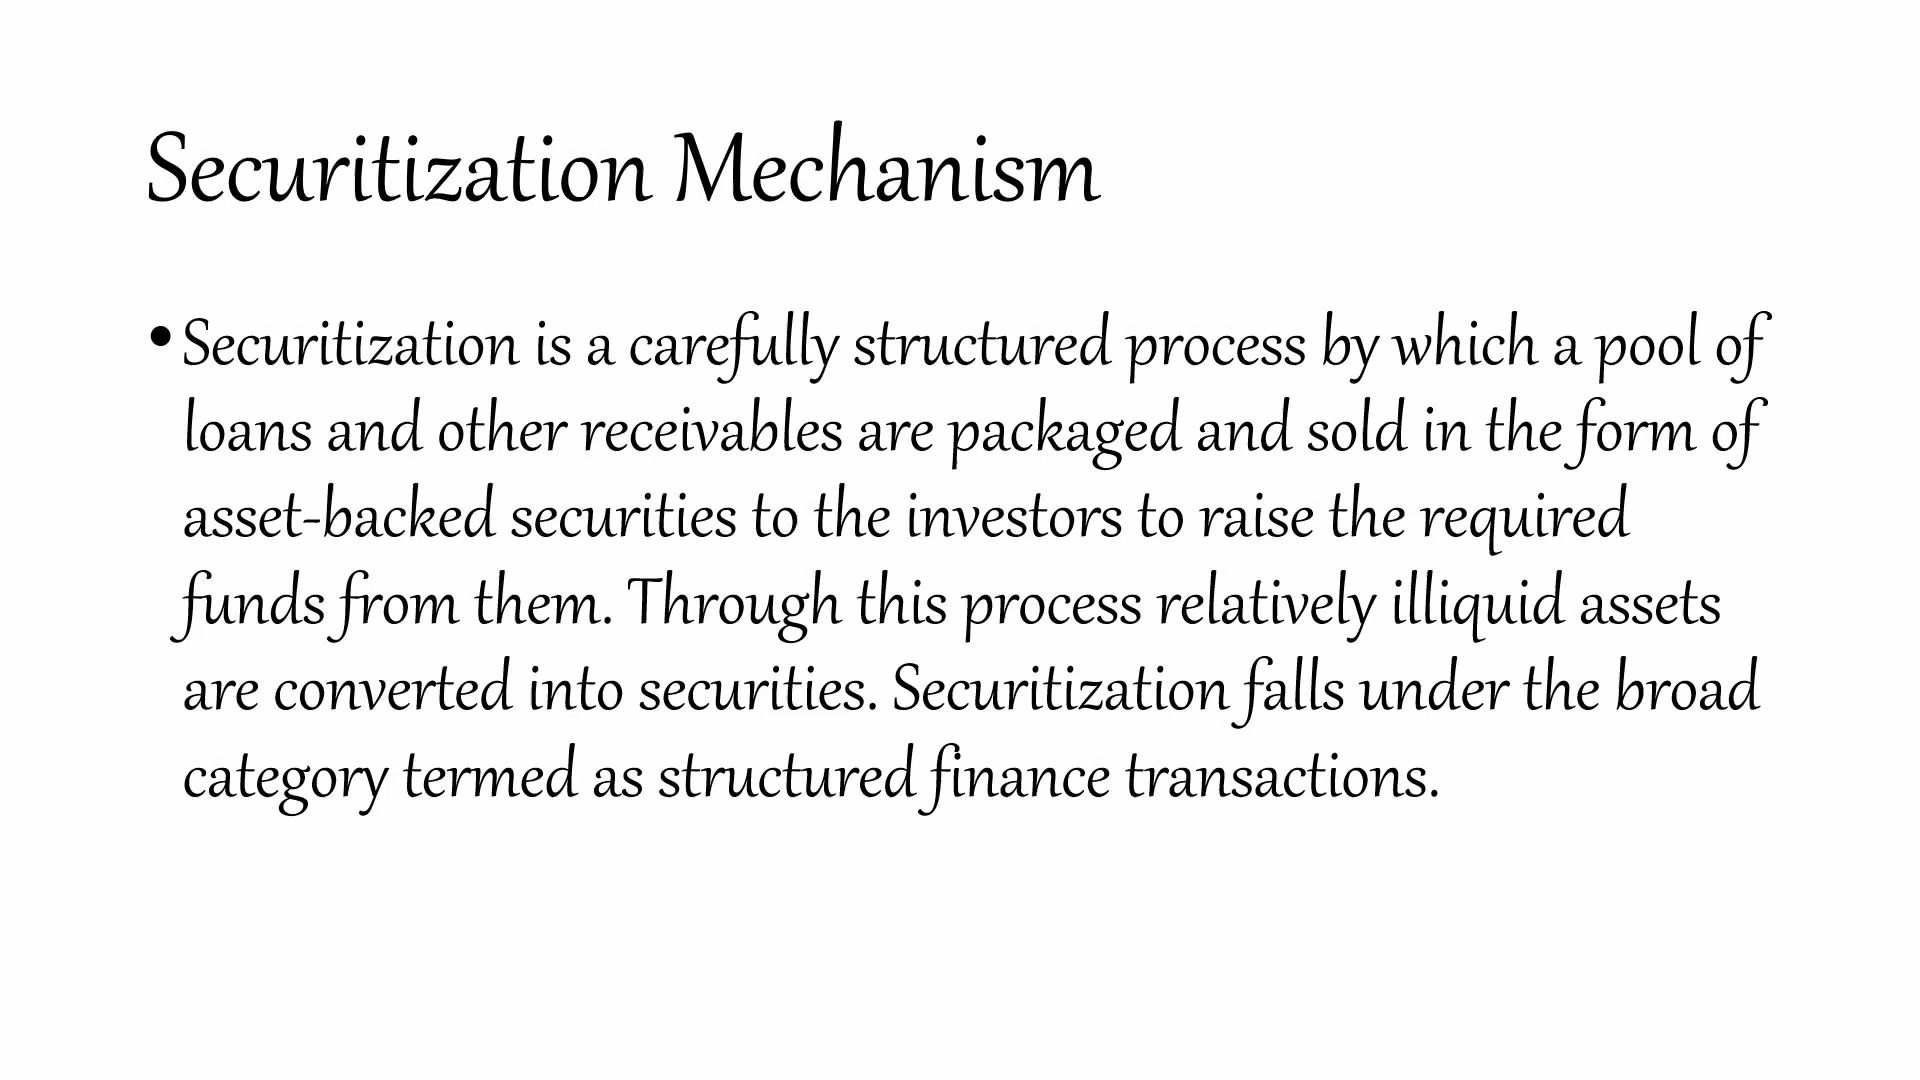 Securitization Mechanism
• Securitization is a carefully structured process by which a pool of
loans and other receivables are packaged and sold in the form of
asset-backed securities to the investors to raise the required
funds from them. Through this process relatively illiquid assets
are converted into securities. Securitization falls under the broad
category termed as structured finance transactions.